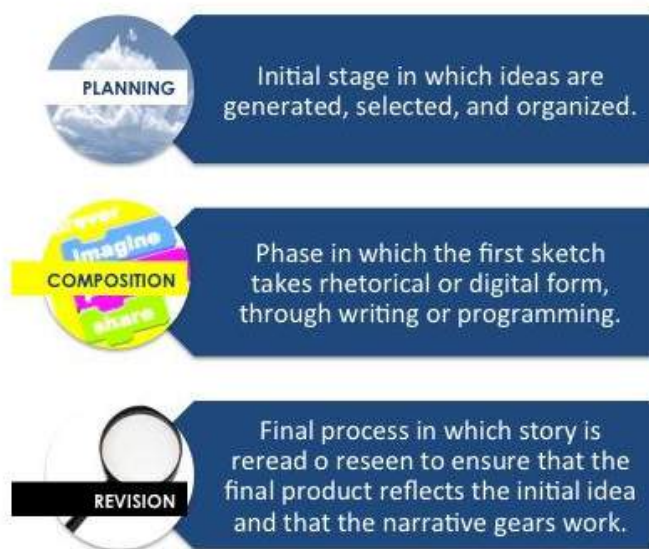 PLANNING
Initial stage in which ideas are
generated, selected, and organized.
COMPOSITION
imagine
share
Phase in which the first sketch
takes rhetorical or digital form,
through writing or programming.
REVISION
Final process in which story is
reread o reseen to ensure that the
final product reflects the initial idea
and that the narrative gears work.